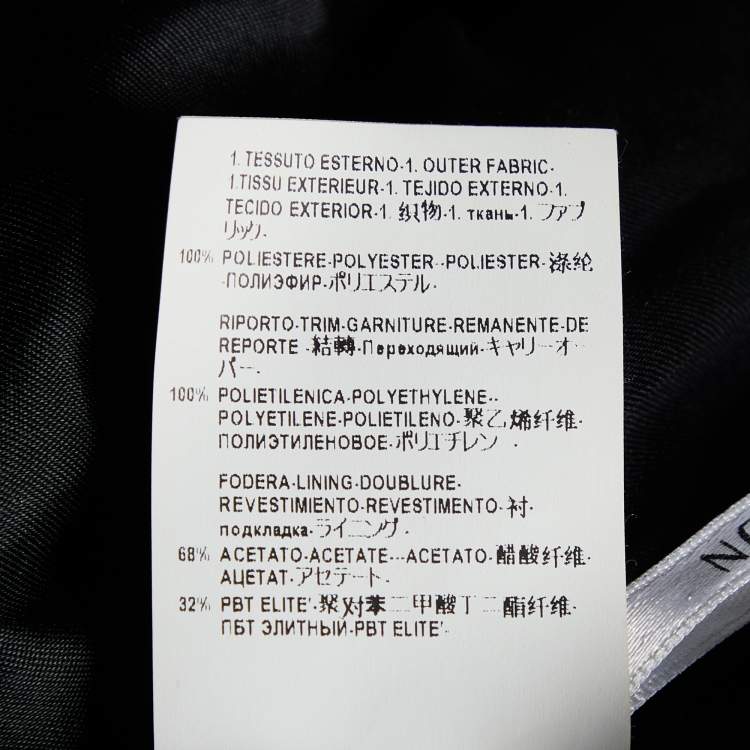 1. TESSUTO ESTERNO-1. OUTER FABRIC-
1.TISSU EXTERIEUR-1. TEJIDO EXTERNO-1.
TECIDO EXTERIOR-1. 织物-1. ткань-1. ファブ
リック.
100% POLIESTERE-POLYESTER--POLIESTER-涤纶
-ПОЛИЭФИР-ポリエステル.
RIPORTO-TRIM-GARNITURE-REMANENTE-DE
REPORTE -結轉-Переходящий-キャリーオー
バー.
100% POLIETILENICA-POLYETHYLENE--
POLYETILENE-POLIETILENO-聚乙烯纤维-
ПОЛИЭТИЛЕНОВОЕ-ポリエチレン .
FODERA-LINING-DOUBLURE-
REVESTIMIENTO-REVESTIMENTO-衬-
подкладка-ライニング.
68% ACETATO-ACETATE---ACETATO-醋酸纤维-
АЦЕТАТ-アセテート.
32% PBT ELITE'-聚对苯二甲酸丁二酯纤维-
ПБТ ЭЛИТНЫЙ-PBT ELITE'-
NO